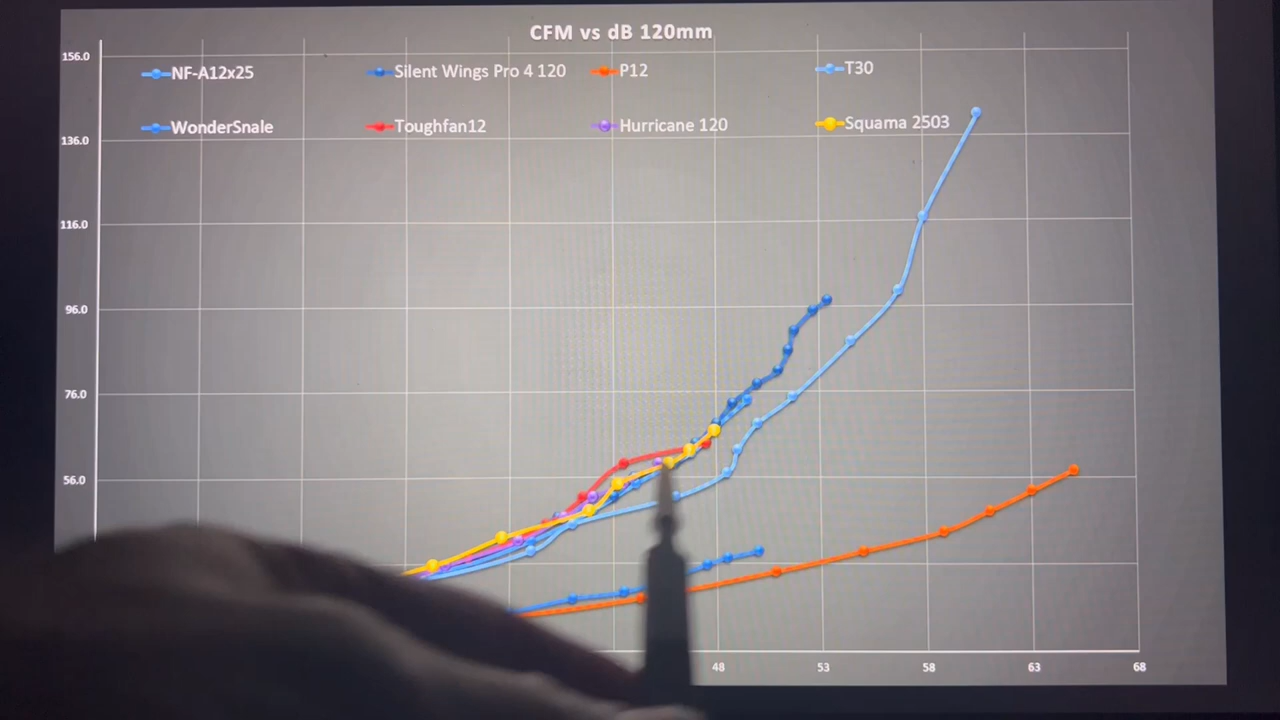 CFM vs dB 120mm
156.0
NF-A12x25 Silent Wings Pro 4 120 P12 T30
WonderSnale Toughfan12 Hurricane 120 Squama 2503
136.0
116.0
96.0
76.0
56.0
48 53 58 63 68